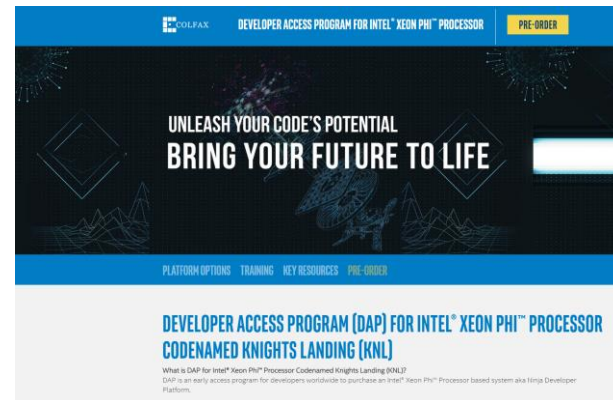 COLFAX
DEVELOPER ACCESS PROGRAM FOR INTEL® XEON PHI™ PROCESSOR
PRE-ORDER
UNLEASH YOUR CODE'S POTENTIAL
BRING YOUR FUTURE TO LIFE
PLATFORM OPTIONS TRAINING KEY RESOURCES PRE-ORDER
DEVELOPER ACCESS PROGRAM (DAP) FOR INTEL® XEON PHI™ PROCESSOR
CODENAMED KNIGHTS LANDING (KNL)
What is DAP for Intel® Xeon Phi™ Processor Codenamed Knights Landing (KNL)?
DAP is an early access program for developers worldwide to purchase an Intel® Xeon Phi™ Processor based system aka Ninja Developer
Platform.